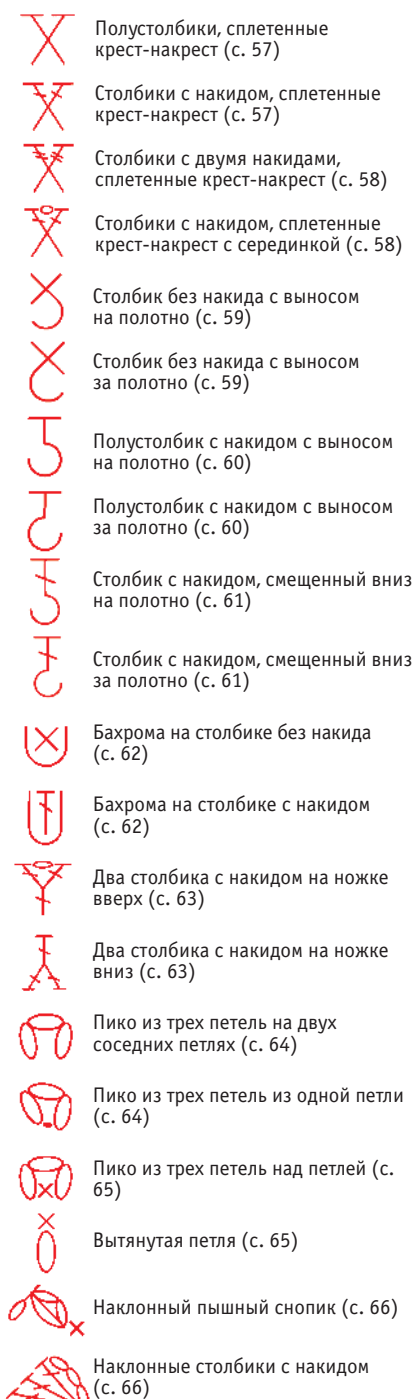 Полустолбики, сплетенные
крест-накрест (с. 57)
Столбики с накидом, сплетенные
крест-накрест (с. 57)
Столбики с двумя накидами,
сплетенные крест-накрест (с. 58)
Столбики с накидом, сплетенные
крест-накрест с серединкой (с. 58)
Столбик без накида с выносом
на полотно (с. 59)
Столбик без накида с выносом
за полотно (с. 59)
Полустолбик с накидом с выносом
на полотно (с. 60)
Полустолбик с накидом с выносом
за полотно (с. 60)
Столбик с накидом, смещенный вниз
на полотно (с. 61)
Столбик с накидом, смещенный вниз
за полотно (с. 61)
Бахрома на столбике без накида
(с. 62)
Бахрома на столбике с накидом
(с. 62)
Два столбика с накидом на ножке
вверх (с. 63)
Два столбика с накидом на ножке
вниз (с. 63)
Пико из трех петель на двух
соседних петлях (с. 64)
Пико из трех петель из одной петли
(с. 64)
Пико из трех петель над петлей (с.
65)
Вытянутая петля (с. 65)
Наклонный пышный снопик (с. 66)
Наклонные столбики с накидом
(с. 66)